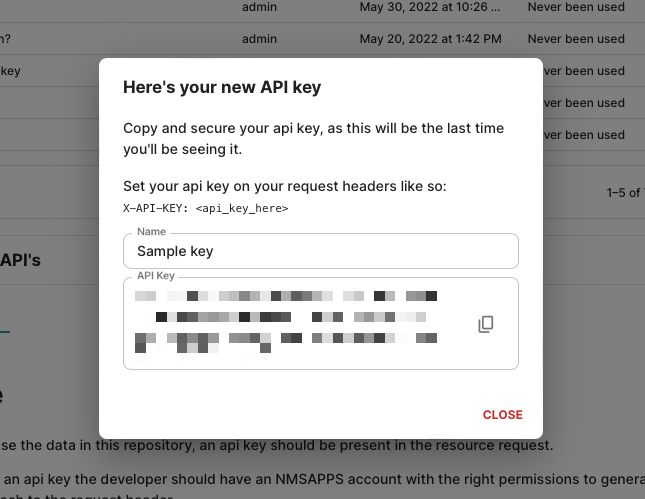 admin May 30, 2022 at 10:26 ... Never been used
n? admin May 20, 2022 at 1:42 PM Never been used
key ver been used
ver been used
ver been used
Here's your new API key
Copy and secure your api key, as this will be the last time
you'll be seeing it.
Set your api key on your request headers like so:
X-API-KEY: <api_key_here>
Name
Sample key
API Key
CLOSE
1–5 of
API's
e
se the data in this repository, an api key should be present in the resource request.
an api key the developer should have an NMSAPPS account with the right permissions to genera
to the request header